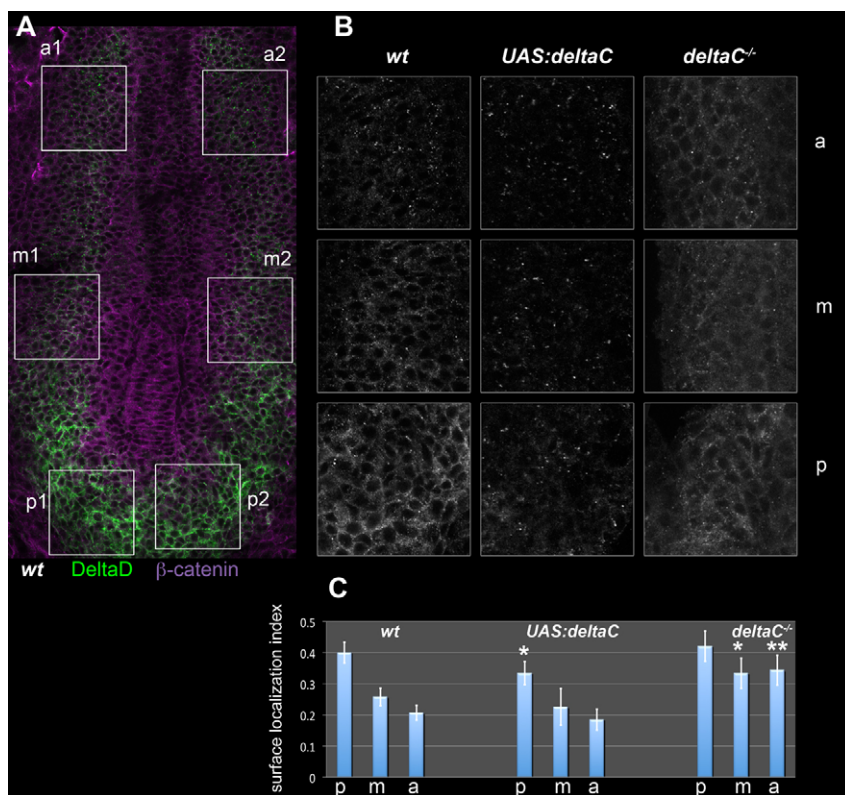 A
a1
a2
m1
m2
p1
p2
wt DeltaD β-catenin
B
wt UAS:deltaC deltaC-/-
a
m
p
C
surface localization index
0.5
0.4
0.3
0.2
0.1
0
wt UAS:deltaC deltaC-/-
* * **
p m a p m a p m a